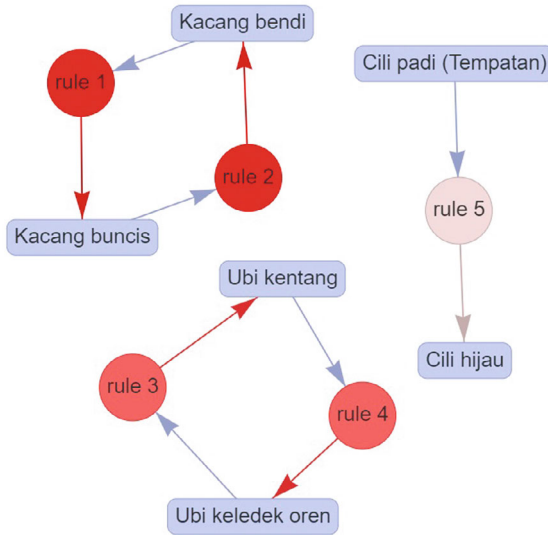 Kacang bendi
rule 1
Cili padi (Tempatan)
rule 2
rule 5
Kacang buncis
Ubi kentang
Cili hijau
rule 3
rule 4
Ubi keledek oren